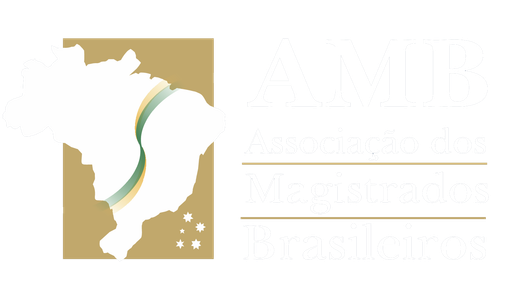 AMB
Associação dos
Magistrados
Brasileiros